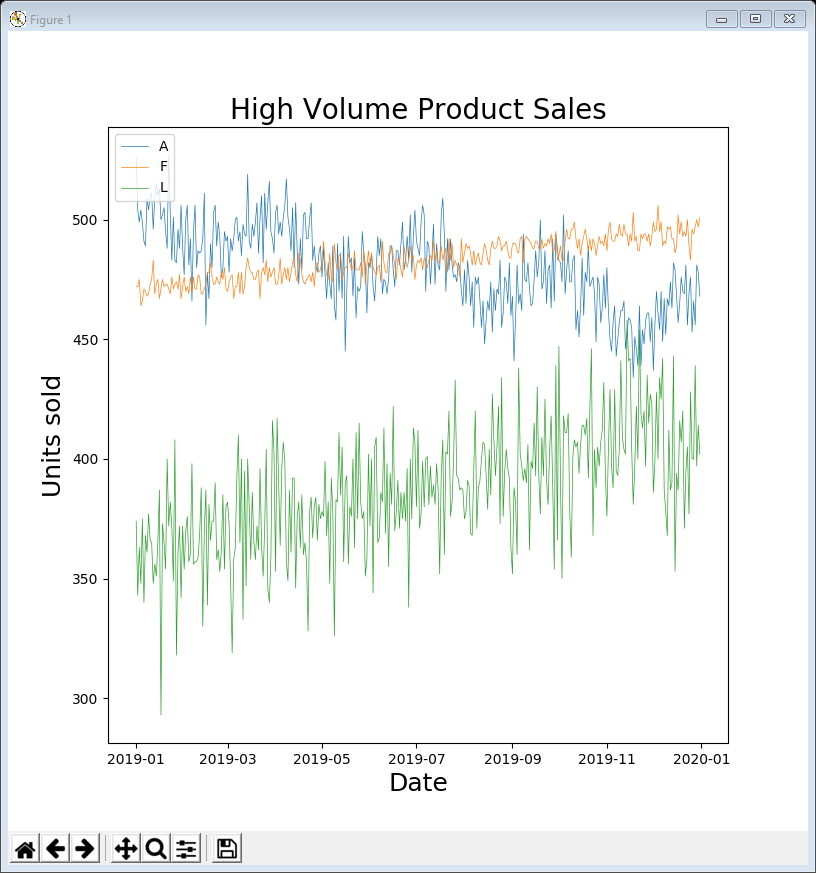 Figure 1
High Volume Product Sales
A
F
L
500
450
400
350
300
Units sold
2019-01 2019-03 2019-05 2019-07 2019-09 2019-11 2020-01
Date